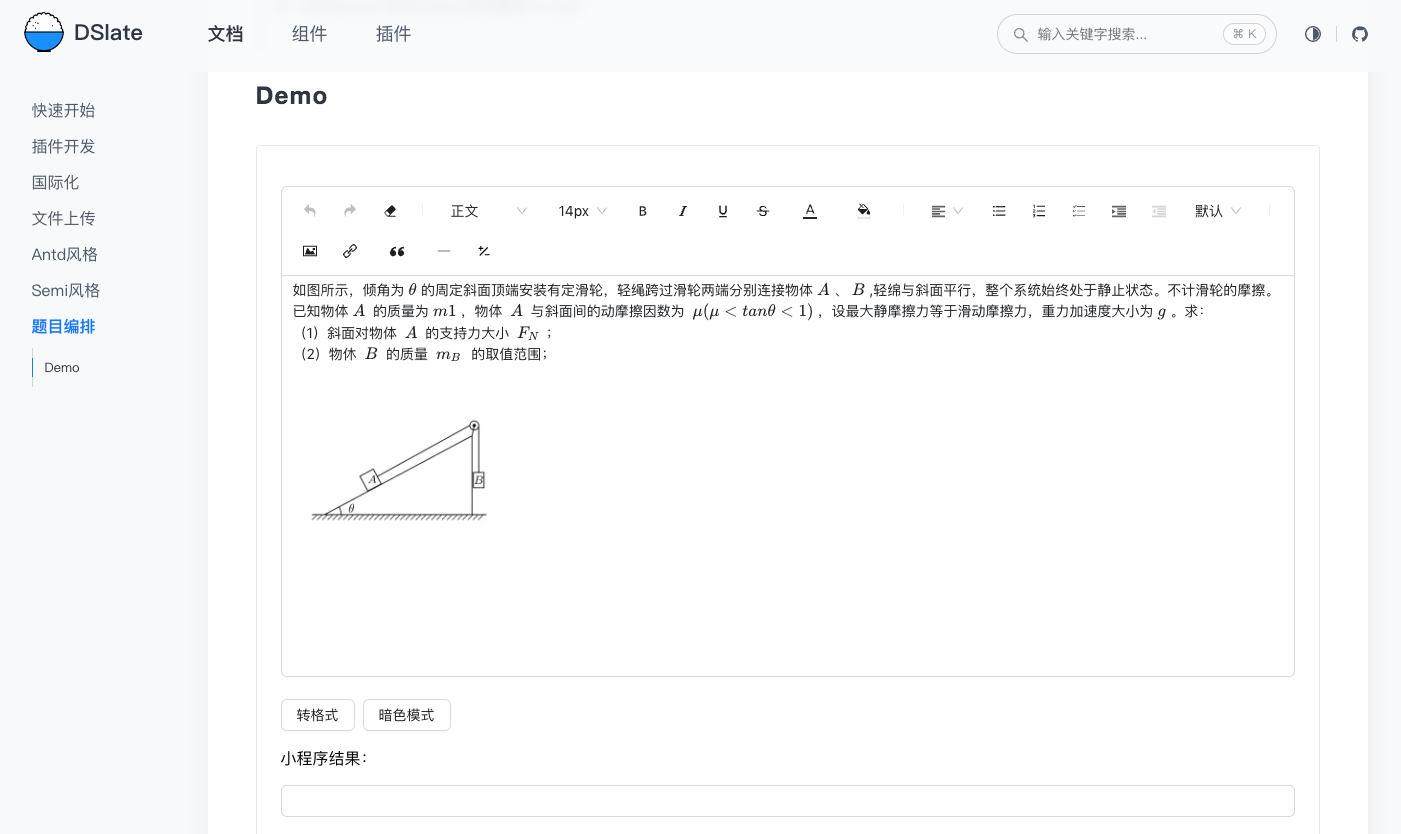 DSlate
文档 组件 插件
输入关键字搜索... ⌘ K
快速开始
插件开发
国际化
文件上传
Antd风格
Semi风格
题目编排
Demo
Demo
正文 14px B I U S A 默认
如图所示，倾角为 θ 的周定斜面顶端安装有定滑轮，轻绳跨过滑轮两端分别连接物体 A 、 B ,轻绵与斜面平行，整个系统始终处于静止状态。不计滑轮的摩擦。
已知物体 A 的质量为 m1 ，物体 A 与斜面间的动摩擦因数为 μ(μ < tanθ < 1) ，设最大静摩擦力等于滑动摩擦力，重力加速度大小为 g 。求：
（1）斜面对物体 A 的支持力大小 F_N ；
（2）物体 B 的质量 m_B 的取值范围；
A
B
θ
转格式 暗色模式
小程序结果：